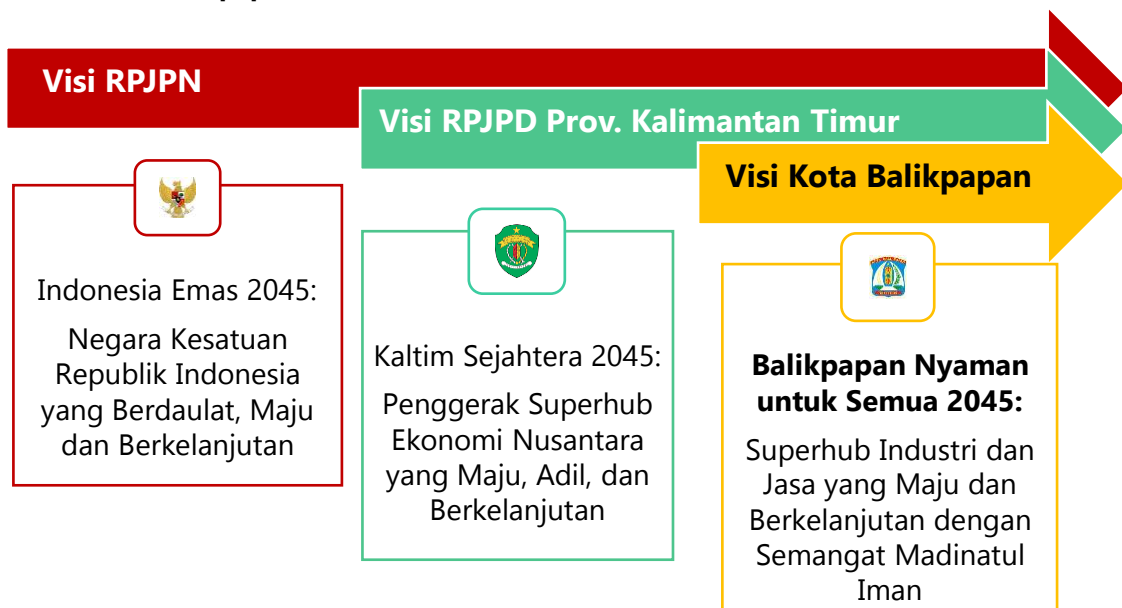 Visi RPJPN
Visi RPJPD Prov. Kalimantan Timur
Visi Kota Balikpapan
Indonesia Emas 2045:
Negara Kesatuan
Republik Indonesia
yang Berdaulat, Maju
dan Berkelanjutan
Kaltim Sejahtera 2045:
Penggerak Superhub
Ekonomi Nusantara
yang Maju, Adil, dan
Berkelanjutan
Balikpapan Nyaman
untuk Semua 2045:
Superhub Industri dan
Jasa yang Maju dan
Berkelanjutan dengan
Semangat Madinatul
Iman